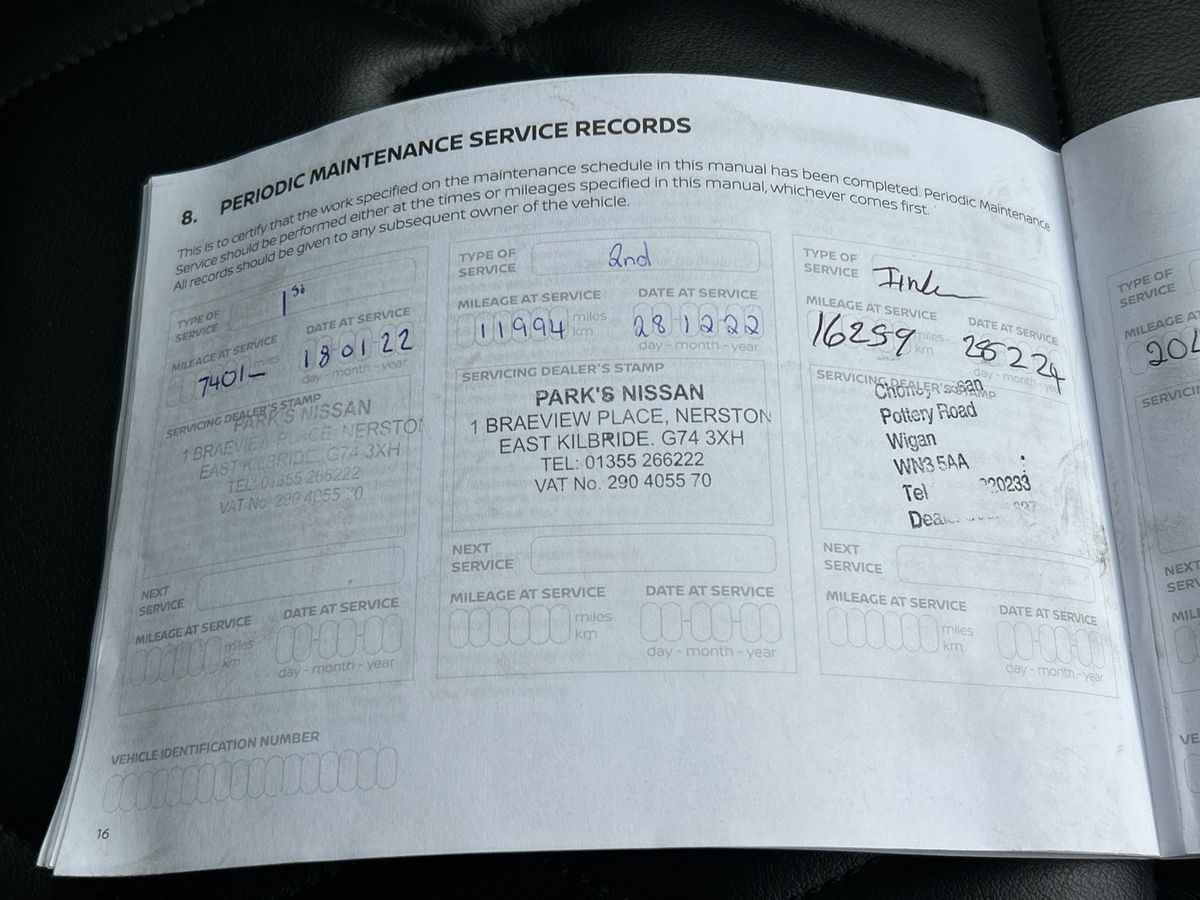 8. PERIODIC MAINTENANCE SERVICE RECORDS
This is to certify that the work specified on the maintenance schedule in this manual has been completed. Periodic Maintenance
Service should be performed either at the times or mileages specified in this manual, whichever comes first.
All records should be given to any subsequent owner of the vehicle.
TYPE OF
SERVICE
1st
MILEAGE AT SERVICE
DATE AT SERVICE
7401
miles
18 01 22
day - month - year
SERVICING DEALER'S STAMP
PARK'S NISSAN
1 BRAEVIEW PLACE, NERSTON
EAST KILBRIDE. G74 3XH
TEL: 01355 266222
VAT No. 290 4055 70
NEXT
SERVICE
MILEAGE AT SERVICE
DATE AT SERVICE
miles
km
day - month - year
VEHICLE IDENTIFICATION NUMBER
16
TYPE OF
SERVICE
2nd
MILEAGE AT SERVICE
DATE AT SERVICE
11994
miles
km
28 12 22
day - month - year
SERVICING DEALER'S STAMP
PARK'S NISSAN
1 BRAEVIEW PLACE, NERSTON
EAST KILBRIDE. G74 3XH
TEL: 01355 266222
VAT No. 290 4055 70
NEXT
SERVICE
MILEAGE AT SERVICE
DATE AT SERVICE
miles
km
day - month - year
TYPE OF
SERVICE
MILEAGE AT SERVICE
DATE AT SERVICE
16259
miles
km
28 2 24
day - month - year
SERVICING DEALER'S STAMP
Pottery Road
Wigan
WN3 5AA
Tel 220233
NEXT
SERVICE
MILEAGE AT SERVICE
DATE AT SERVICE
miles
km
day - month - year
TYPE OF
SERVICE
MILEAGE AT
SERVICIN
NEXT